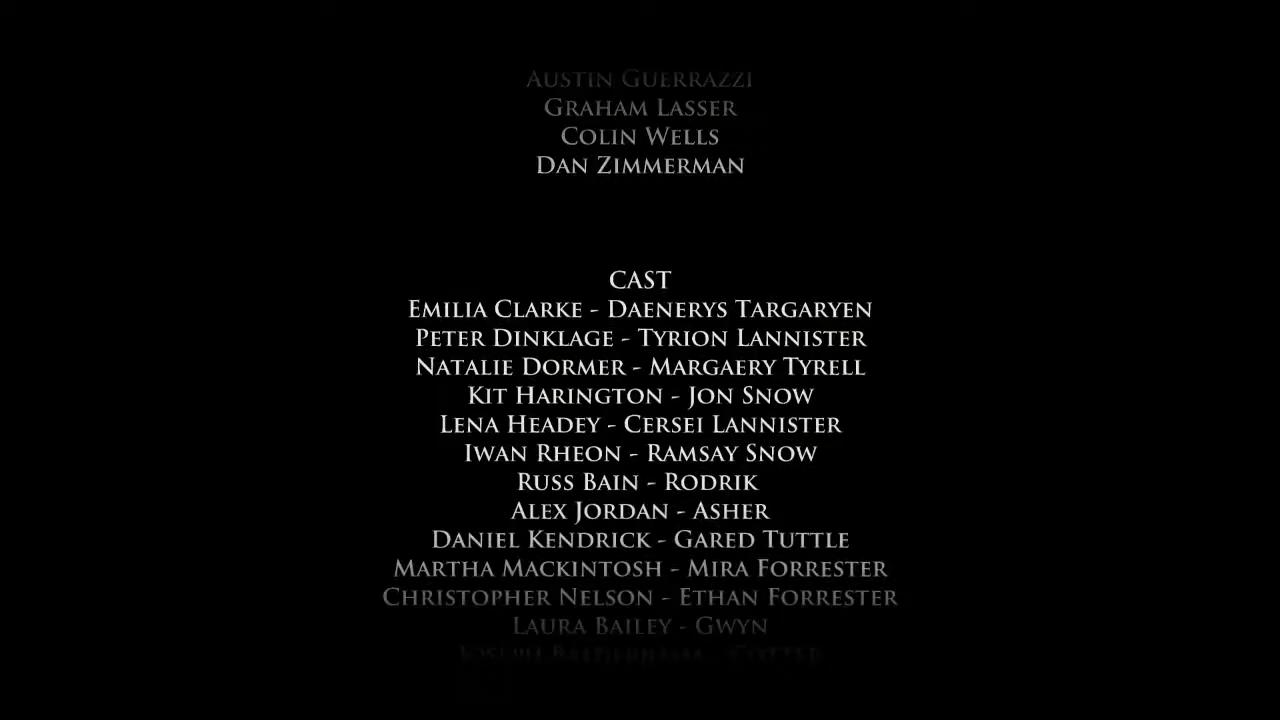 Austin Guerrazzi
Graham Lasser
Colin Wells
Dan Zimmerman
CAST
Emilia Clarke - Daenerys Targaryen
Peter Dinklage - Tyrion Lannister
Natalie Dormer - Margaery Tyrell
Kit Harington - Jon Snow
Lena Headey - Cersei Lannister
Iwan Rheon - Ramsay Snow
Russ Bain - Rodrik
Alex Jordan - Asher
Daniel Kendrick - Gared Tuttle
Martha Mackintosh - Mira Forrester
Christopher Nelson - Ethan Forrester
Laura Bailey - Gwyn
Joseph - Cotter